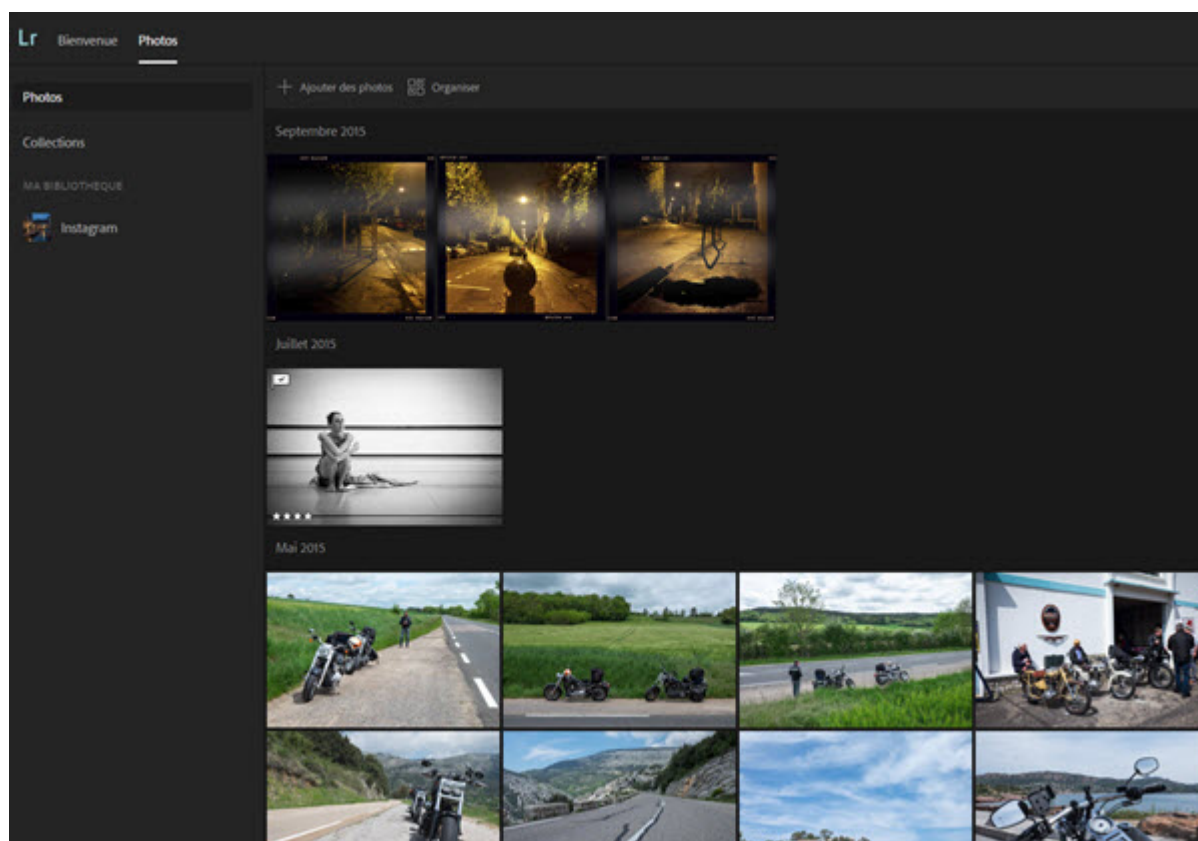 Lr Bienvenue Photos
Photos
Collections
MA BIBLIOTHEQUE
Instagram
Ajouter des photos Organiser
Septembre 2015
Juillet 2015
Mai 2015